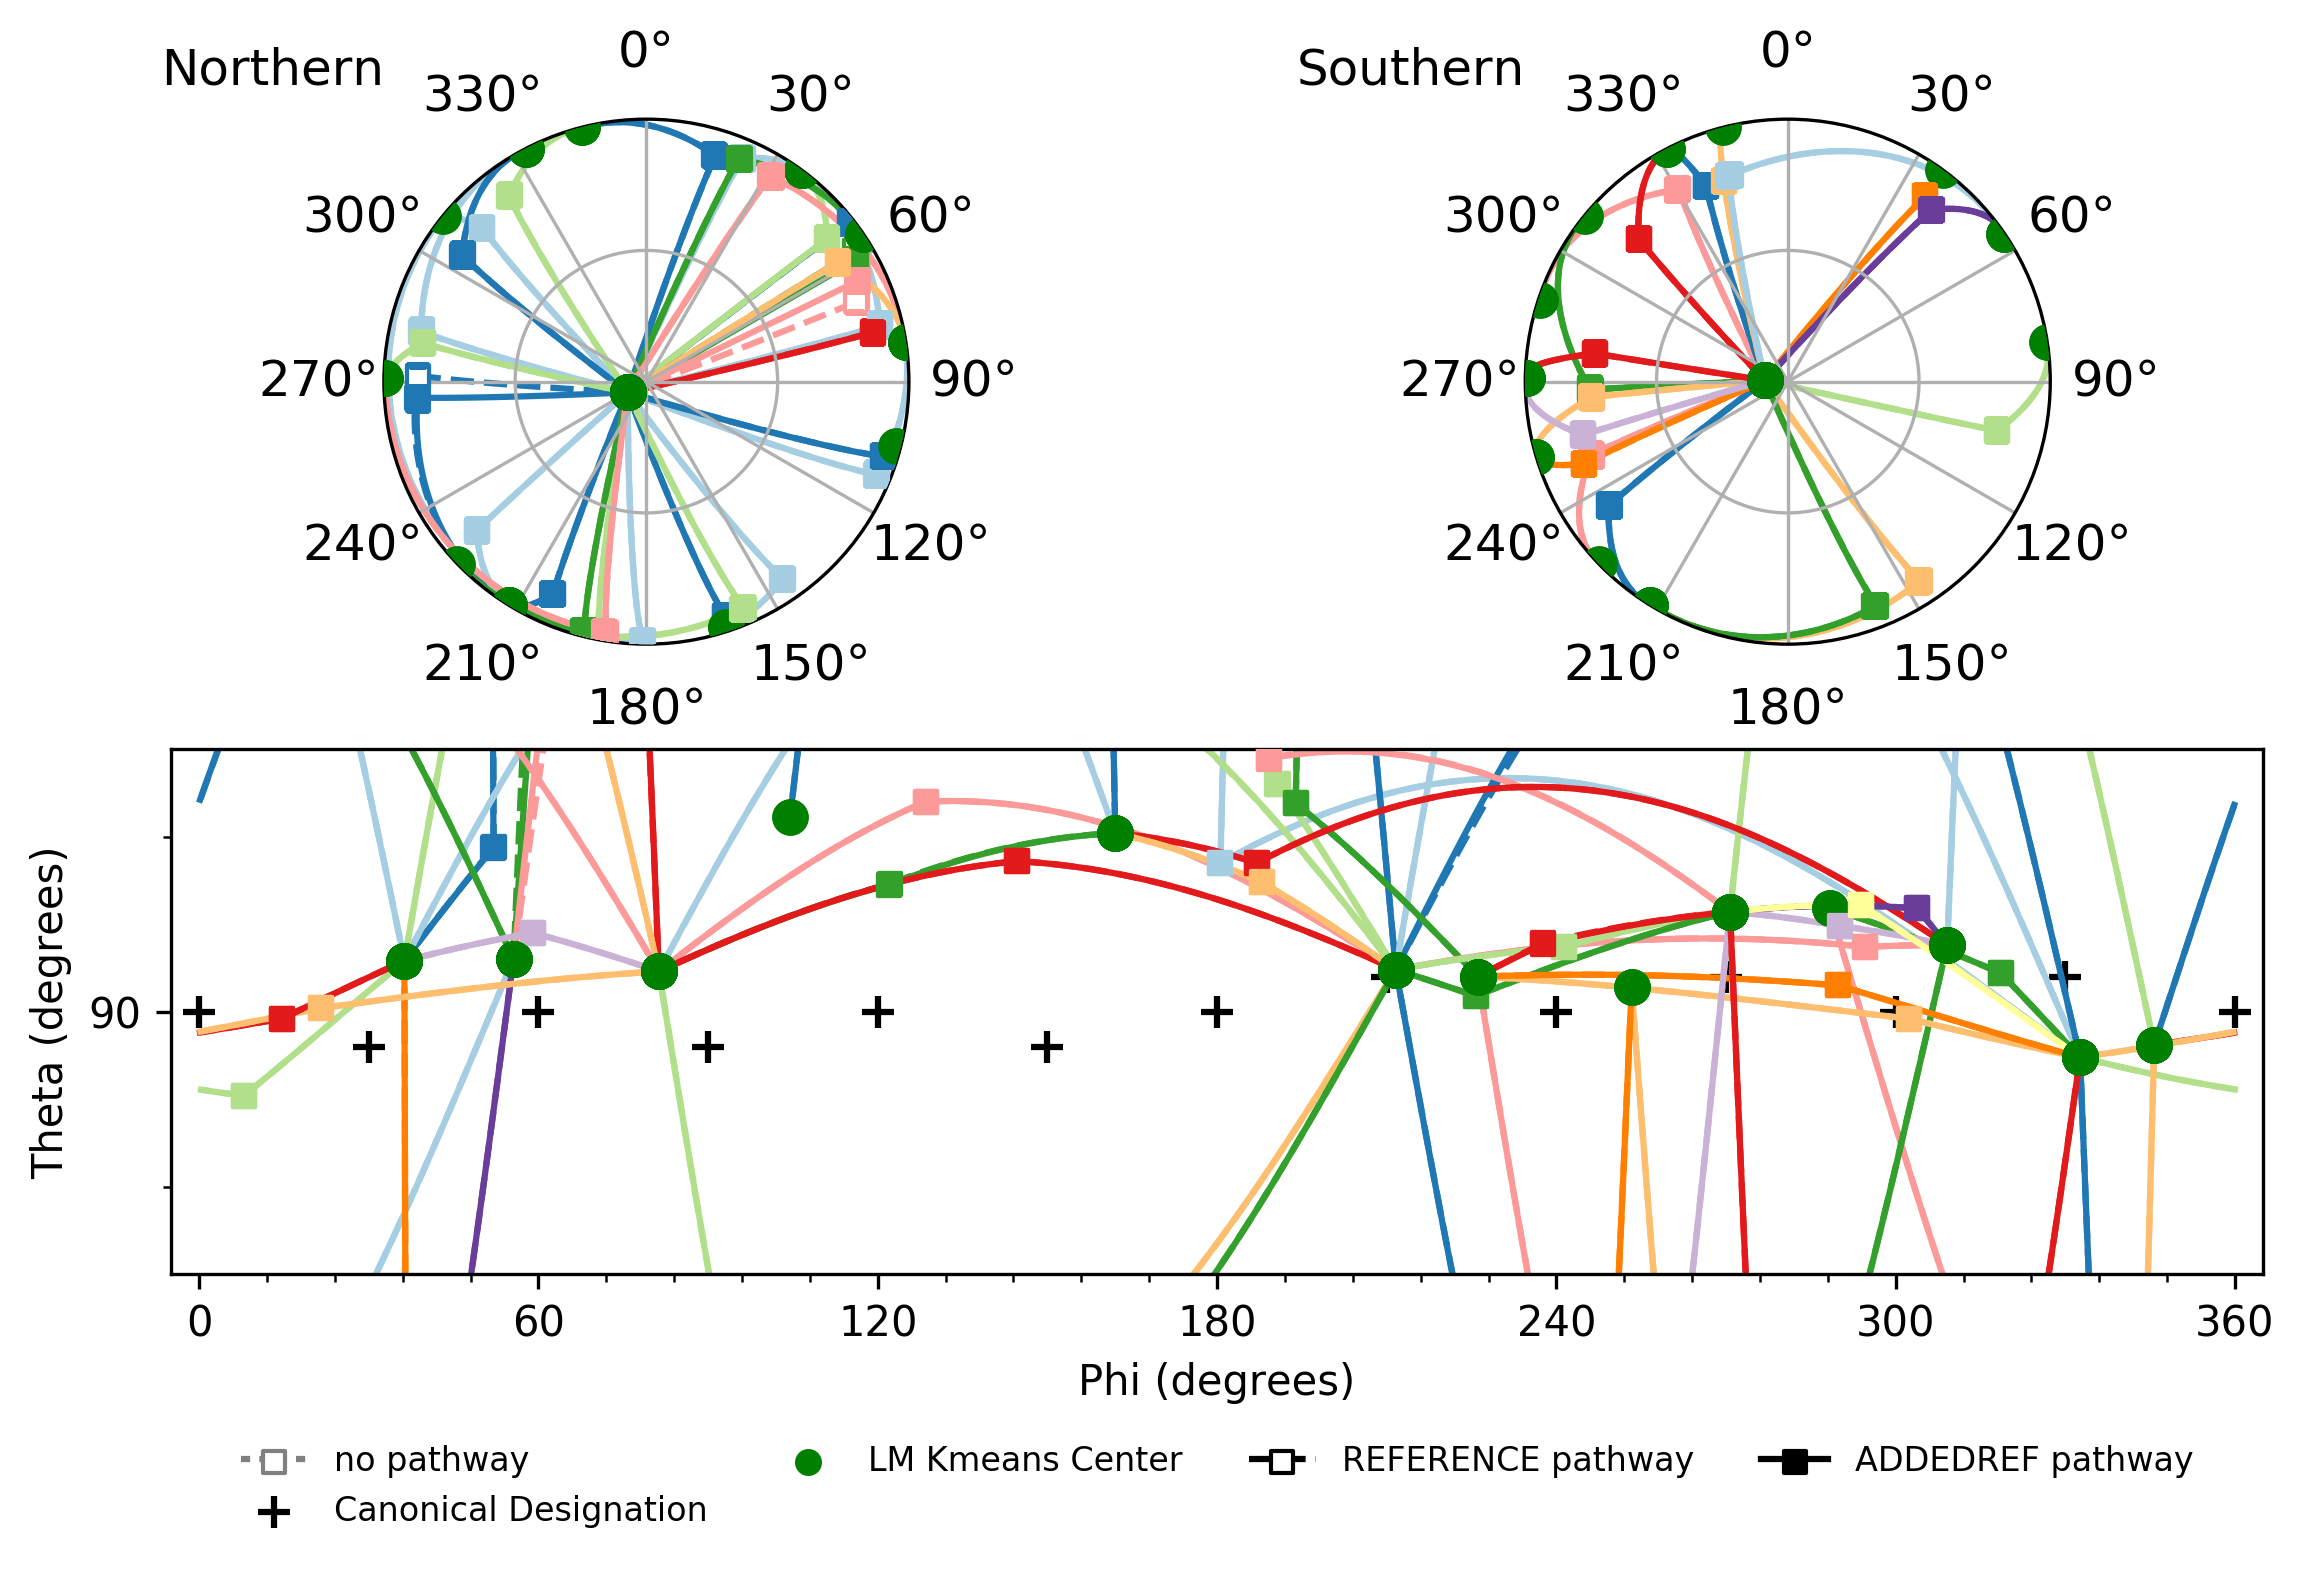 Northern
0°
30°
60°
90°
120°
150°
180°
210°
240°
270°
300°
330°
Southern
0°
30°
60°
90°
120°
150°
180°
210°
240°
270°
300°
330°
Theta (degrees)
90
0 60 120 180 240 300 360
Phi (degrees)
no pathway
Canonical Designation
LM Kmeans Center
REFERENCE pathway
ADDEDREF pathway